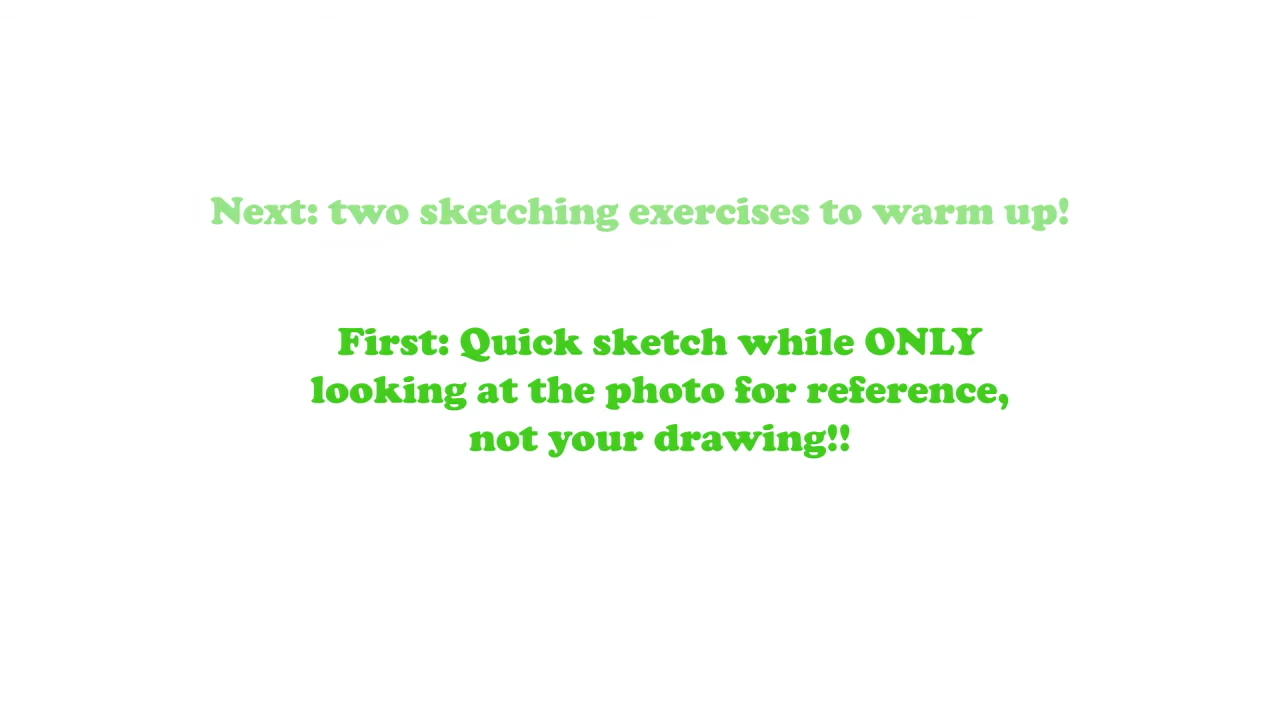 Next: two sketching exercises to warm up!
First: Quick sketch while ONLY
looking at the photo for reference,
not your drawing!!